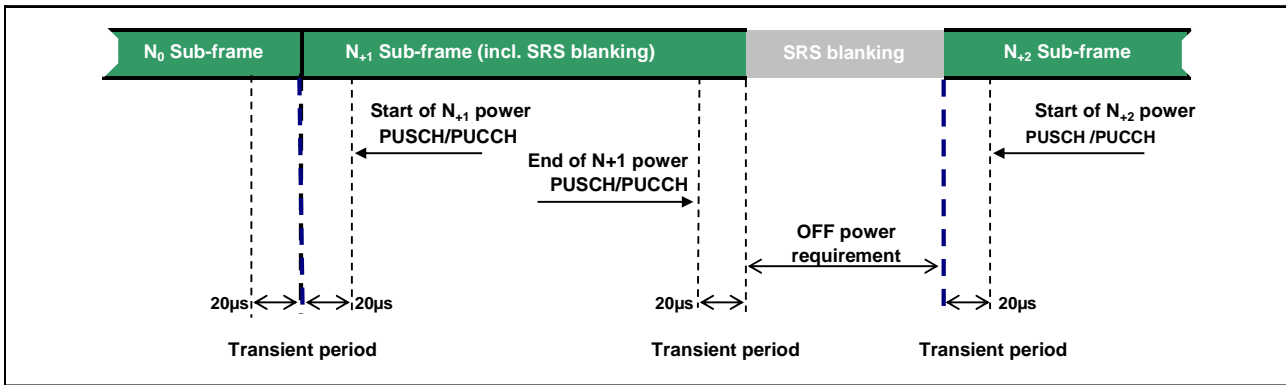 N₀ Sub-frame
N₊₁ Sub-frame (incl. SRS blanking)
SRS blanking
N₊₂ Sub-frame
Start of N₊₁ power
PUSCH/PUCCH
End of N+1 power
PUSCH/PUCCH
Start of N₊₂ power
PUSCH /PUCCH
OFF power
requirement
20µs
20µs
20µs
20µs
Transient period
Transient period
Transient period